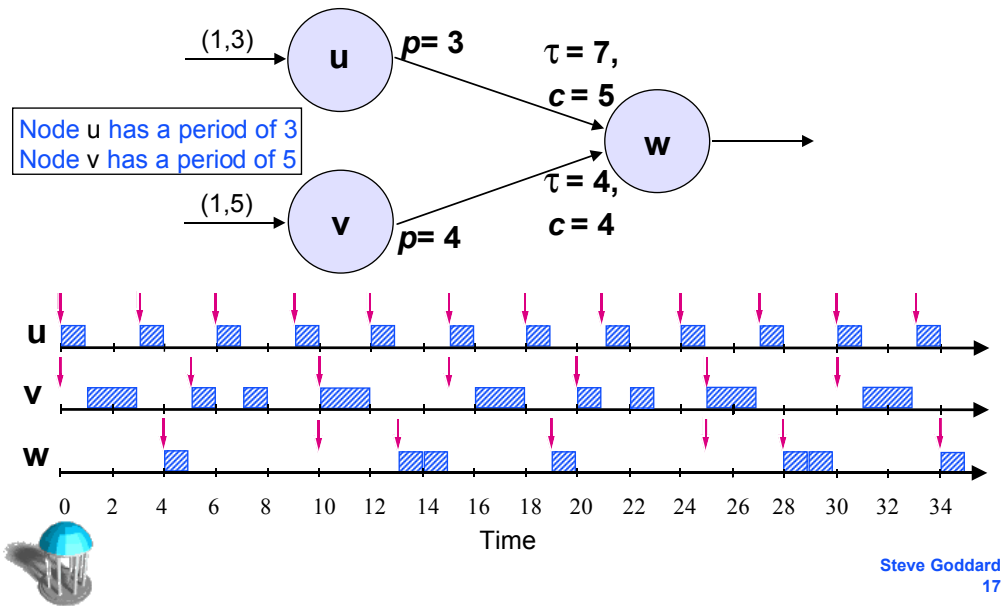 (1,3)
u
p= 3
τ = 7,
c = 5
Node u has a period of 3
Node v has a period of 5
w
(1,5)
v
p= 4
τ = 4,
c = 4
u
v
w
0 2 4 6 8 10 12 14 16 18 20 22 24 26 28 30 32 34
Time
Steve Goddard
17